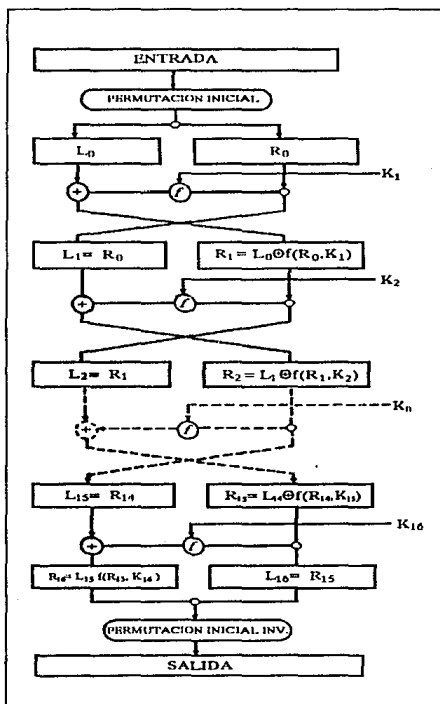 ENTRADA
PERMUTACION INICIAL
L₀ R₀
K₁
+ f
L₁= R₀ R₁ = L₀⊕f(R₀,K₁)
K₂
+ f
L₂= R₁ R₂ = L₁⊕f(R₁,K₂)
Kn
+ f
L₁₅= R₁₄ R₁₅= L₁₄⊕f(R₁₄,K₁₅)
K₁₆
+ f
R₁₆= L₁₅ f(R₁₅, K₁₆) L₁₆= R₁₅
PERMUTACION INICIAL INV.
SALIDA